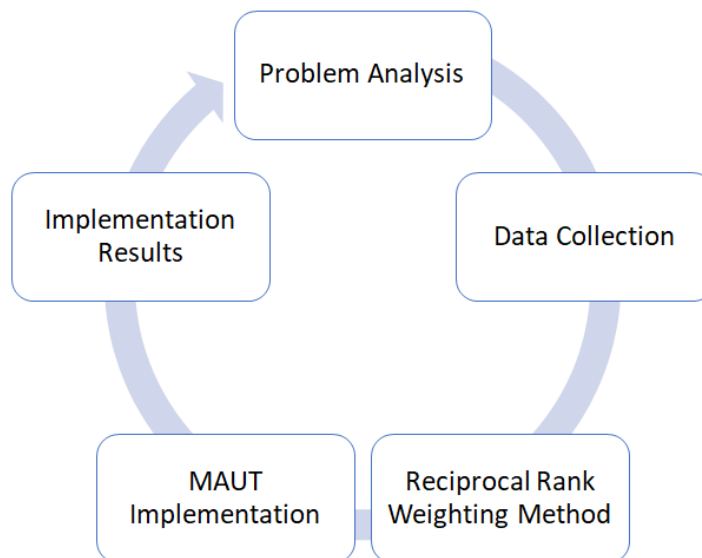 Problem Analysis
Data Collection
Reciprocal Rank
Weighting Method
MAUT
Implementation
Implementation
Results